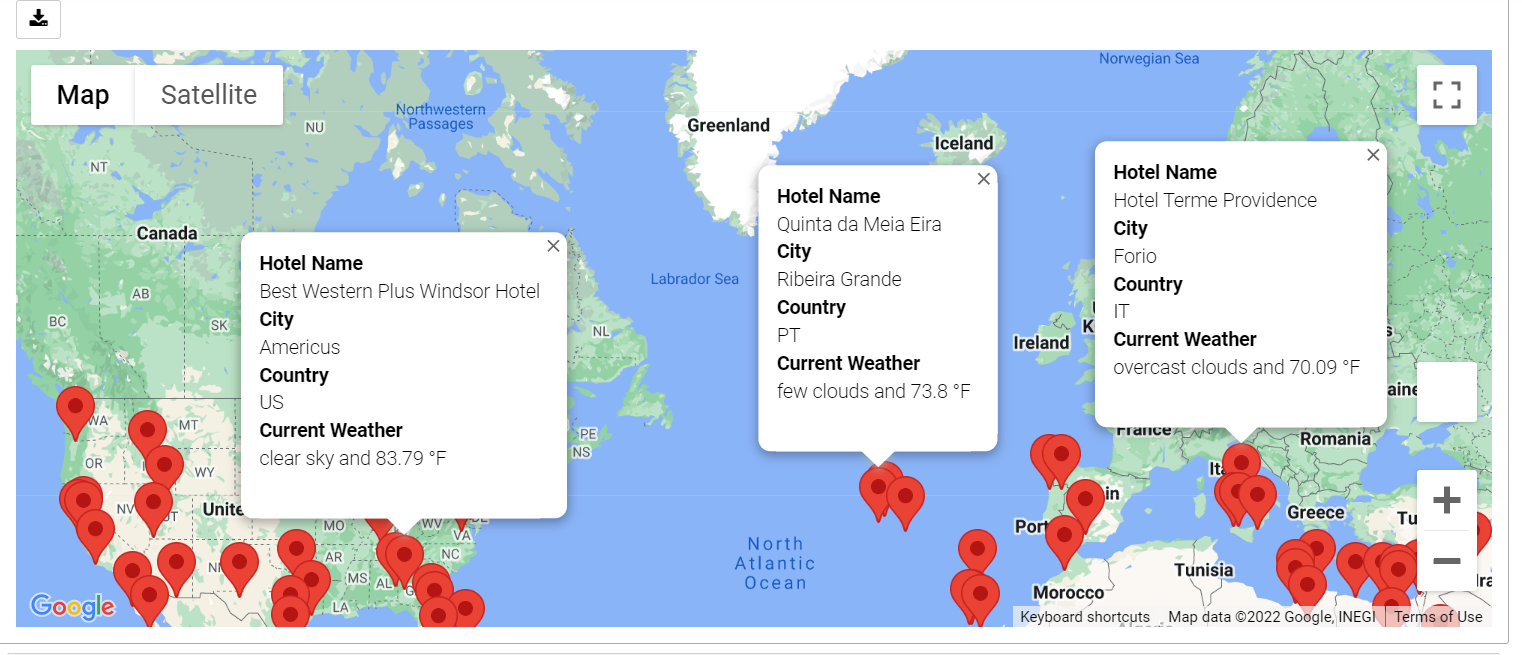 Map
Satellite
Norwegian Sea
Northwestern
Passages
Greenland
NU
Iceland
NT
Canada
Labrador Sea
AB
BC
SK
NL
PE
NS
Ireland
Hotel Name
Best Western Plus Windsor Hotel
City
Americus
Country
US
Current Weather
clear sky and 83.79 °F
Hotel Name
Quinta da Meia Eira
City
Ribeira Grande
Country
PT
Current Weather
few clouds and 73.8 °F
Hotel Name
Hotel Terme Providence
City
Forio
Country
IT
Current Weather
overcast clouds and 70.09 °F
WA
MT
OR
WY
NV
UT
Unite
MO
WV
VA
DE
AR
NC
MS
AL
LA
France
Romania
Ita
Greece
Tu
Port
in
aine
Tunisia
Morocco
North
Atlantic
Ocean
Google
Keyboard shortcuts
Map data ©2022 Google, INEGI
Terms of Use